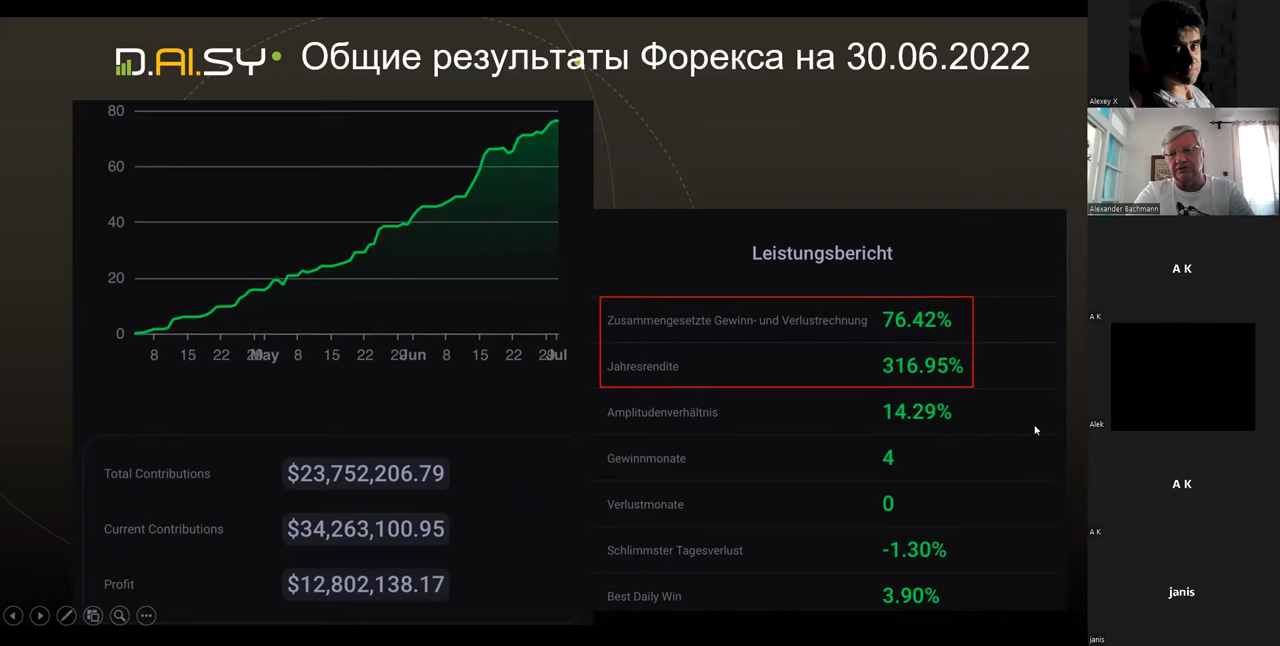 D.AI.SY Общие результаты Форекса на 30.06.2022
80
60
40
20
0
8 15 22 May 8 15 22 Jun 8 15 22 Jul
Total Contributions $23,752,206.79
Current Contributions $34,263,100.95
Profit $12,802,138.17
Leistungsbericht
Zusammengesetzte Gewinn- und Verlustrechnung 76.42%
Jahresrendite 316.95%
Amplitudenverhältnis 14.29%
Gewinnmonate 4
Verlustmonate 0
Schlimmster Tagesverlust -1.30%
Best Daily Win 3.90%
Alexey X
Alexander Bachmann
A K
A K
Alek
A K
A K
janis
janis